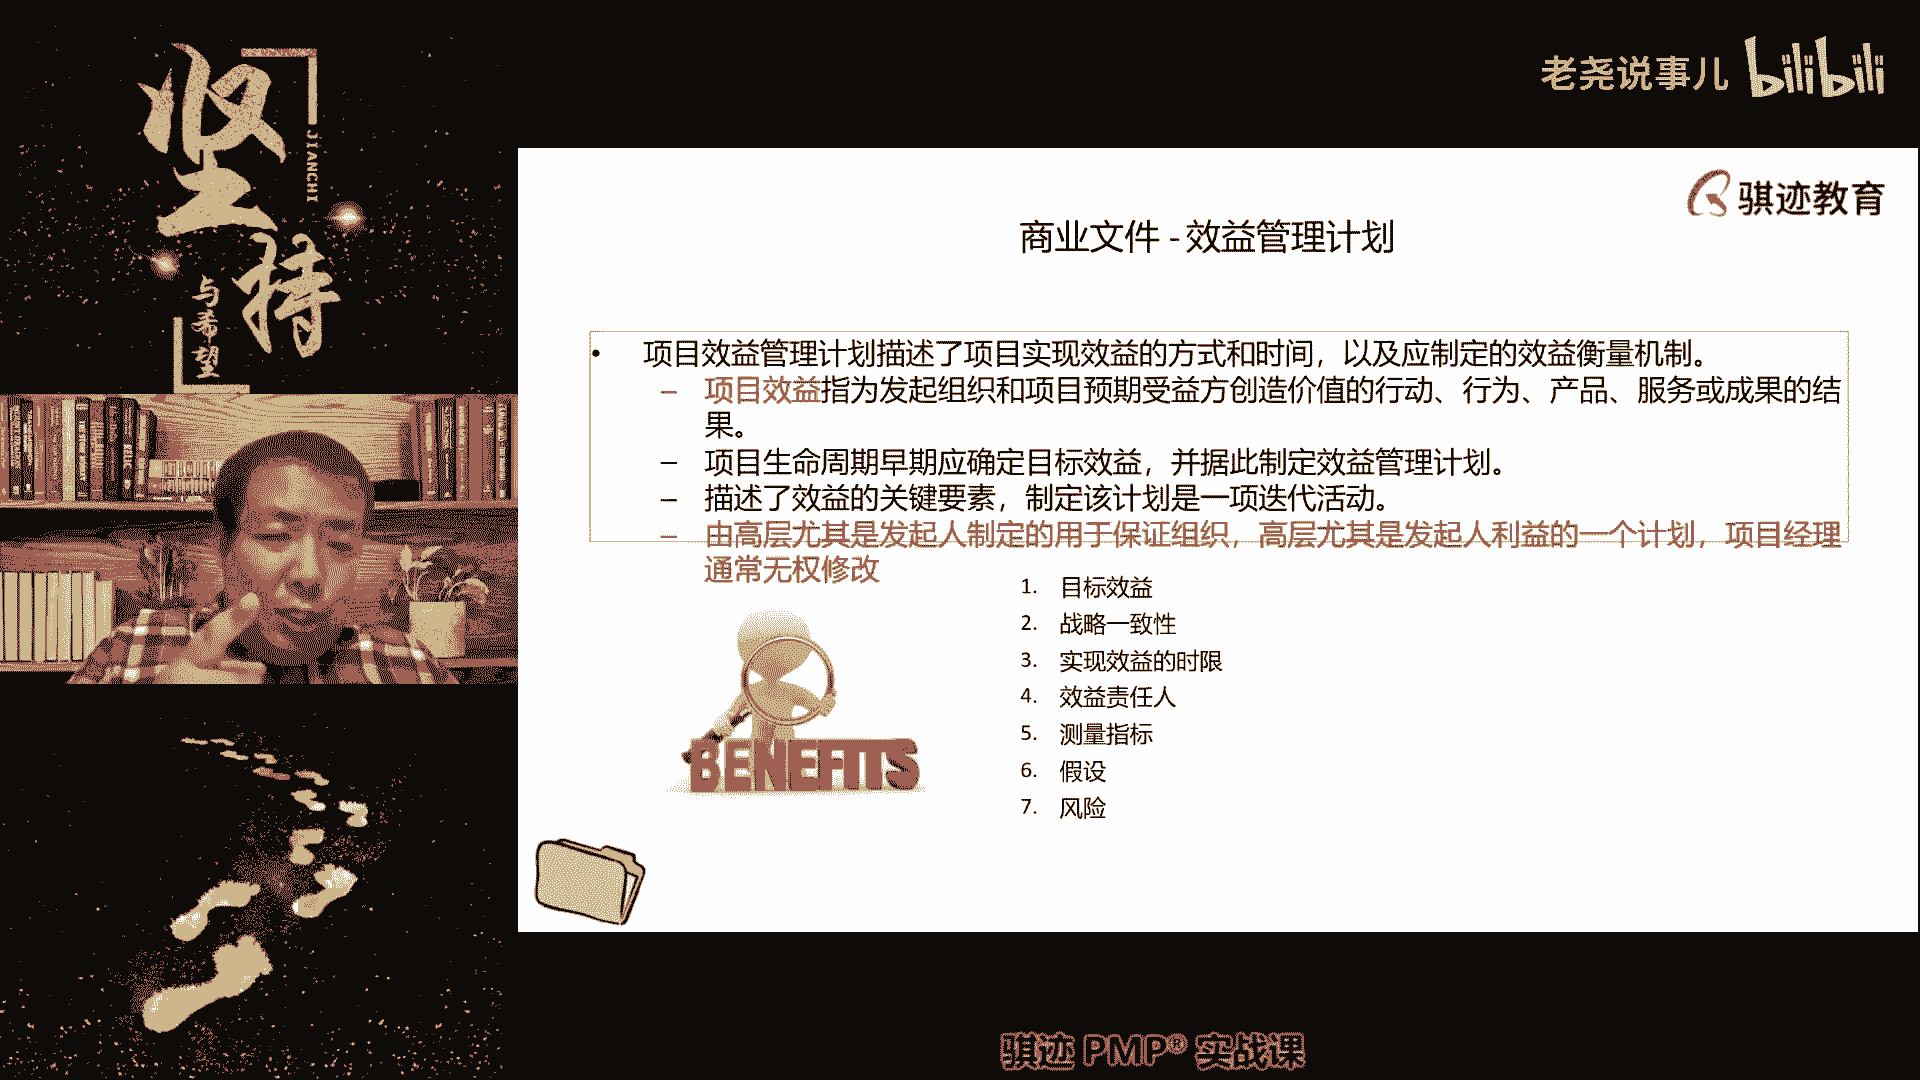 坚持
JIANCHI
与希望
老尧说事儿 bilibili
骐迹教育
商业文件 - 效益管理计划
• 项目效益管理计划描述了项目实现效益的方式和时间，以及应制定的效益衡量机制。
– 项目效益指为发起组织和项目预期受益方创造价值的行动、行为、产品、服务或成果的结
果。
– 项目生命周期早期应确定目标效益，并据此制定效益管理计划。
– 描述了效益的关键要素，制定该计划是一项迭代活动。
– 由高层尤其是发起人制定的用于保证组织，高层尤其是发起人利益的一个计划，项目经理
通常无权修改
1. 目标效益
2. 战略一致性
3. 实现效益的时限
4. 效益责任人
5. 测量指标
6. 假设
7. 风险
BENEFITS
骐迹 PMP® 实战课